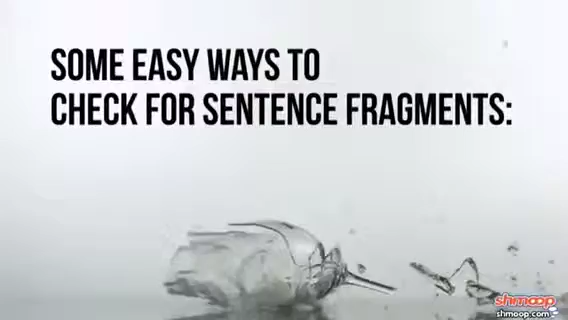 SOME EASY WAYS TO
CHECK FOR SENTENCE FRAGMENTS:
shmoop
shmoop.com